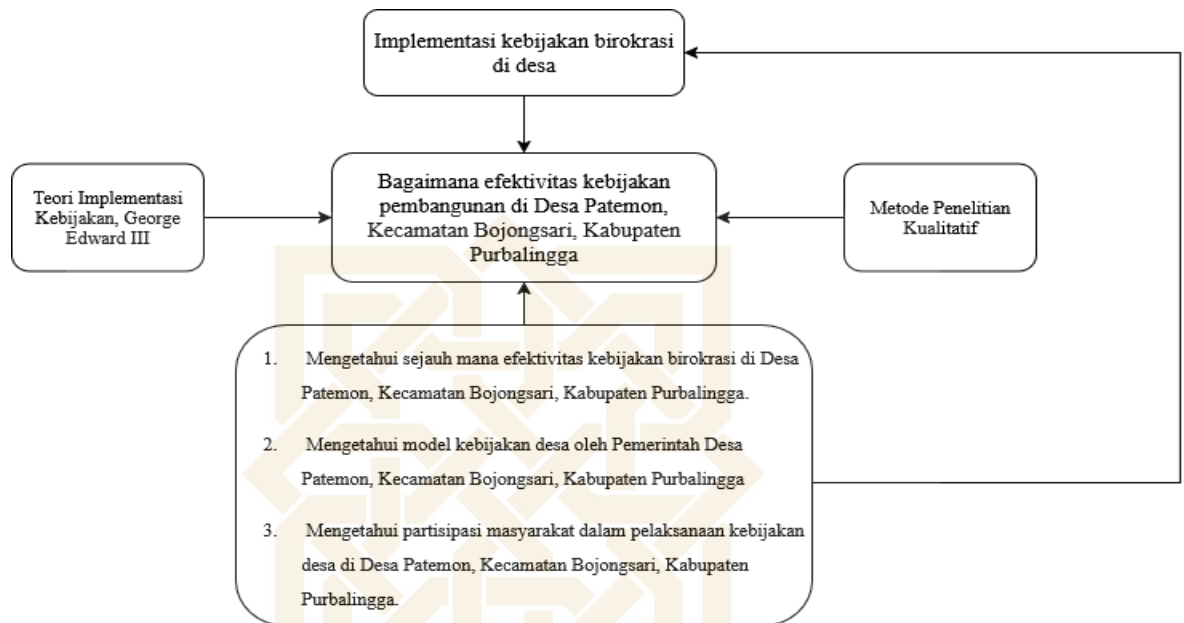 Implementasi kebijakan birokrasi
di desa
Teori Implementasi
Kebijakan, George
Edward III
Bagaimana efektivitas kebijakan
pembangunan di Desa Patemon,
Kecamatan Bojongsari, Kabupaten
Purbalingga
Metode Penelitian
Kualitatif
1. Mengetahui sejauh mana efektivitas kebijakan birokrasi di Desa
Patemon, Kecamatan Bojongsari, Kabupaten Purbalingga.
2. Mengetahui model kebijakan desa oleh Pemerintah Desa
Patemon, Kecamatan Bojongsari, Kabupaten Purbalingga
3. Mengetahui partisipasi masyarakat dalam pelaksanaan kebijakan
desa di Desa Patemon, Kecamatan Bojongsari, Kabupaten
Purbalingga.